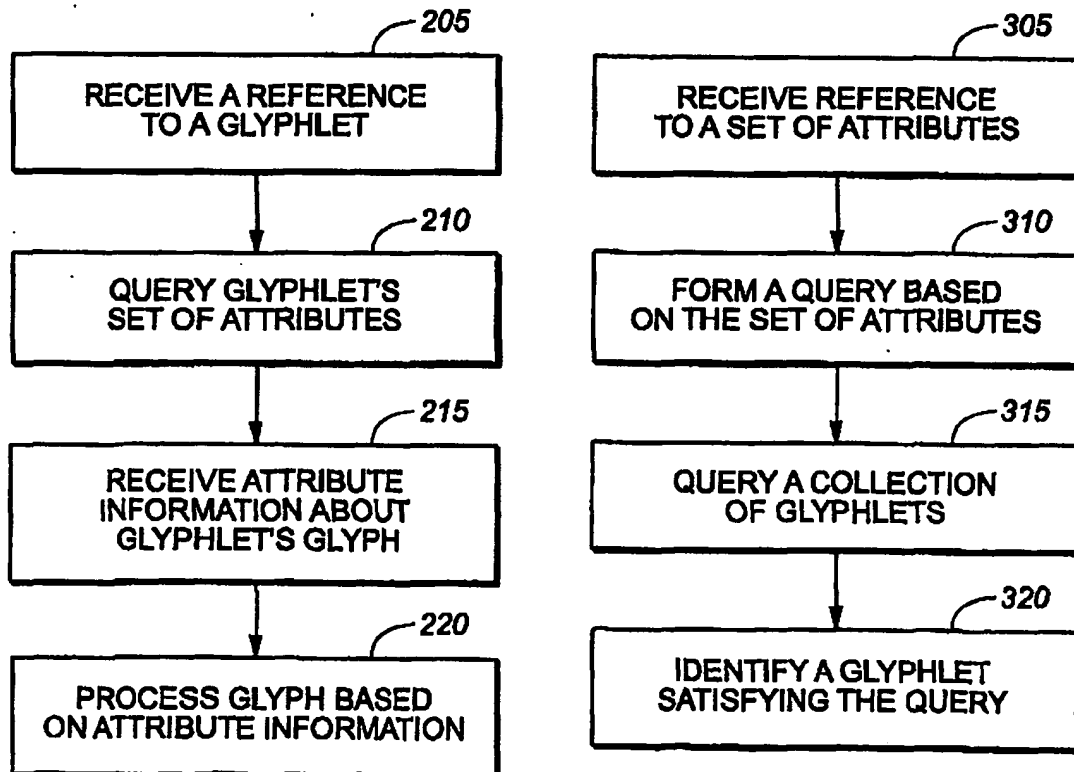 205
RECEIVE A REFERENCE
TO A GLYPHLET
210
QUERY GLYPHLET'S
SET OF ATTRIBUTES
215
RECEIVE ATTRIBUTE
INFORMATION ABOUT
GLYPHLET'S GLYPH
220
PROCESS GLYPH BASED
ON ATTRIBUTE INFORMATION
305
RECEIVE REFERENCE
TO A SET OF ATTRIBUTES
310
FORM A QUERY BASED
ON THE SET OF ATTRIBUTES
315
QUERY A COLLECTION
OF GLYPHLETS
320
IDENTIFY A GLYPHLET
SATISFYING THE QUERY